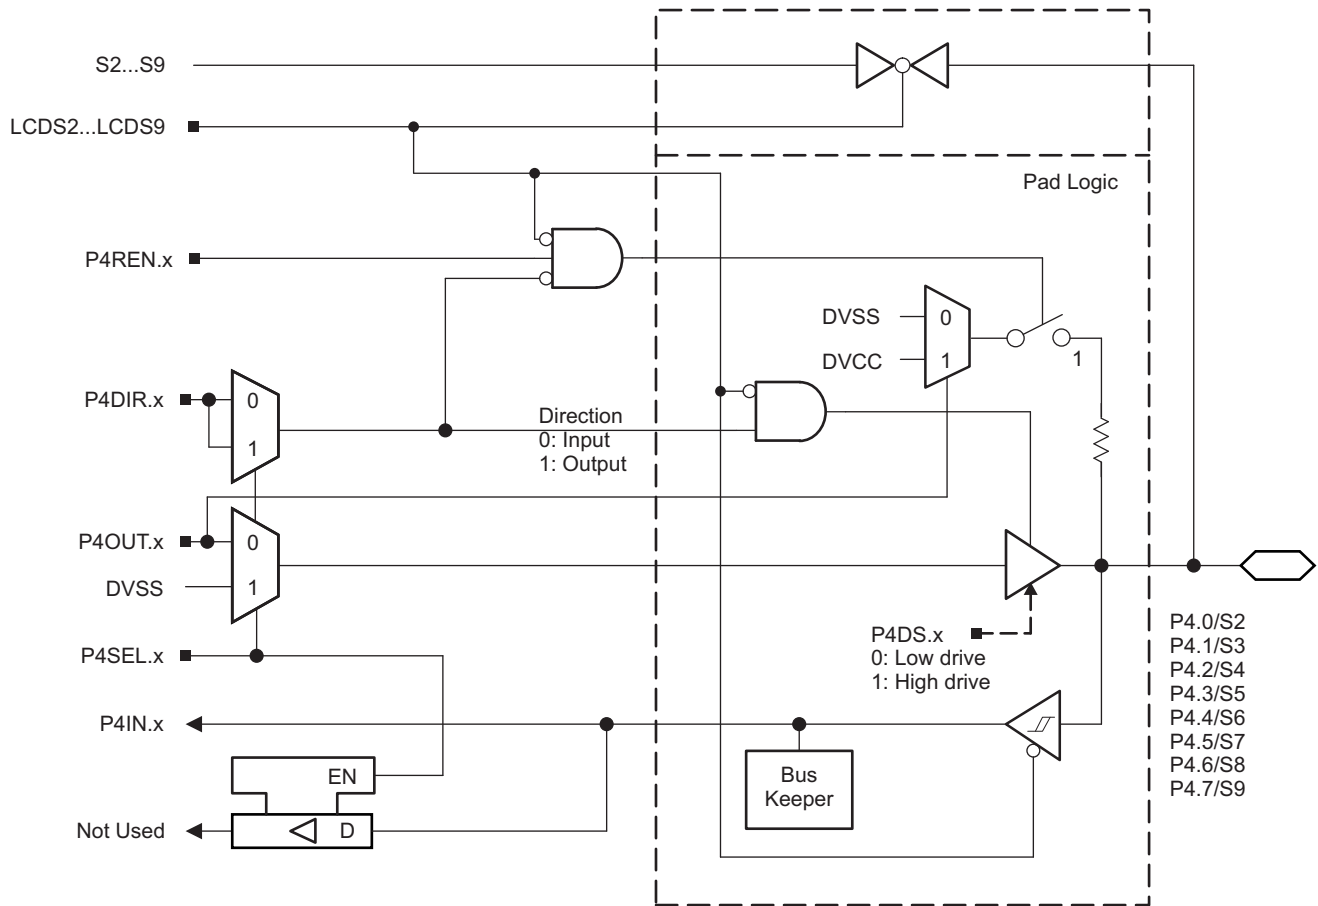 S2...S9
LCDS2...LCDS9
Pad Logic
P4REN.x
DVSS
0
DVCC
1
1
P4DIR.x
0
1
Direction
0: Input
1: Output
P4OUT.x
0
DVSS
1
P4DS.x
0: Low drive
1: High drive
P4.0/S2
P4.1/S3
P4.2/S4
P4.3/S5
P4.4/S6
P4.5/S7
P4.6/S8
P4.7/S9
P4SEL.x
P4IN.x
Bus
Keeper
EN
Not Used
D